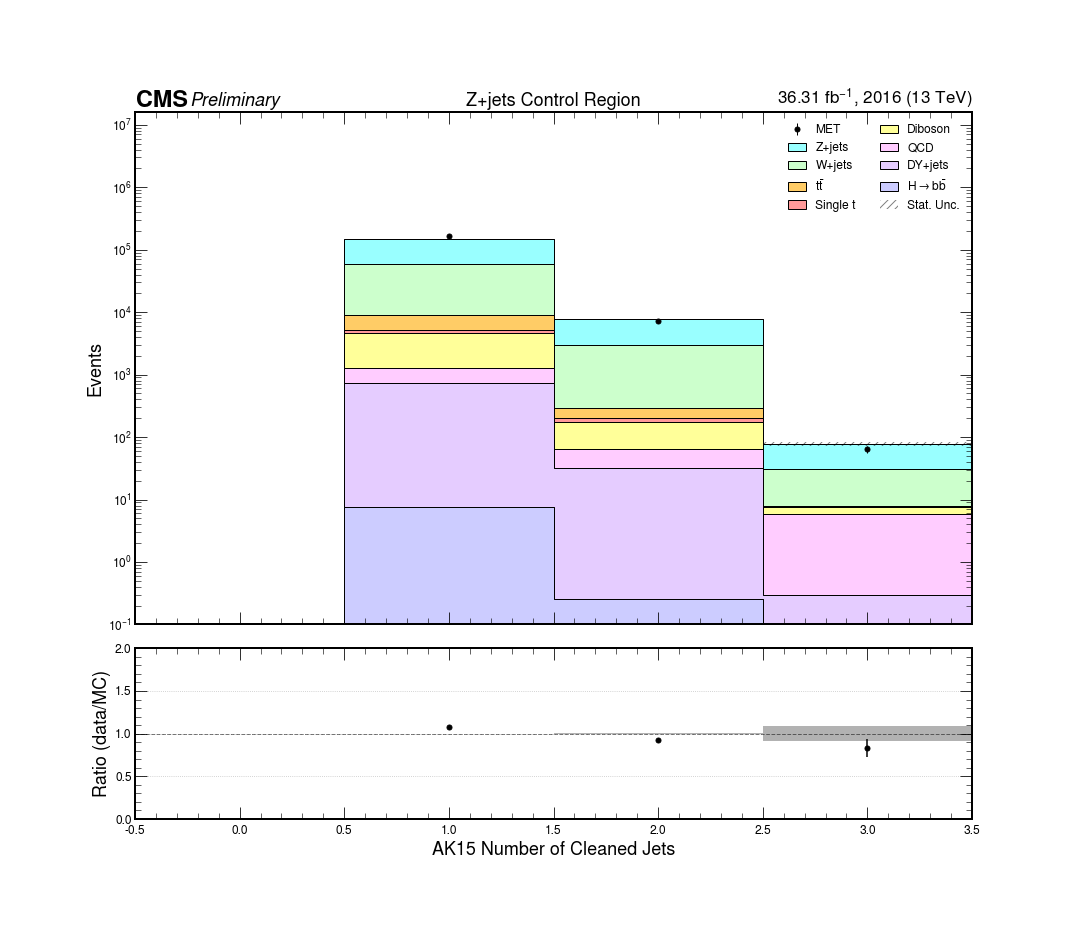 CMS Preliminary Z+jets Control Region 36.31 fb⁻¹, 2016 (13 TeV)
MET Diboson
Z+jets QCD
W+jets DY+jets
tt̄ H→bb̄
Single t Stat. Unc.
10⁷
10⁶
10⁵
10⁴
10³
10²
10¹
10⁰
10⁻¹
Events
2.0
1.5
1.0
0.5
0.0
Ratio (data/MC)
-0.5 0.0 0.5 1.0 1.5 2.0 2.5 3.0 3.5
AK15 Number of Cleaned Jets